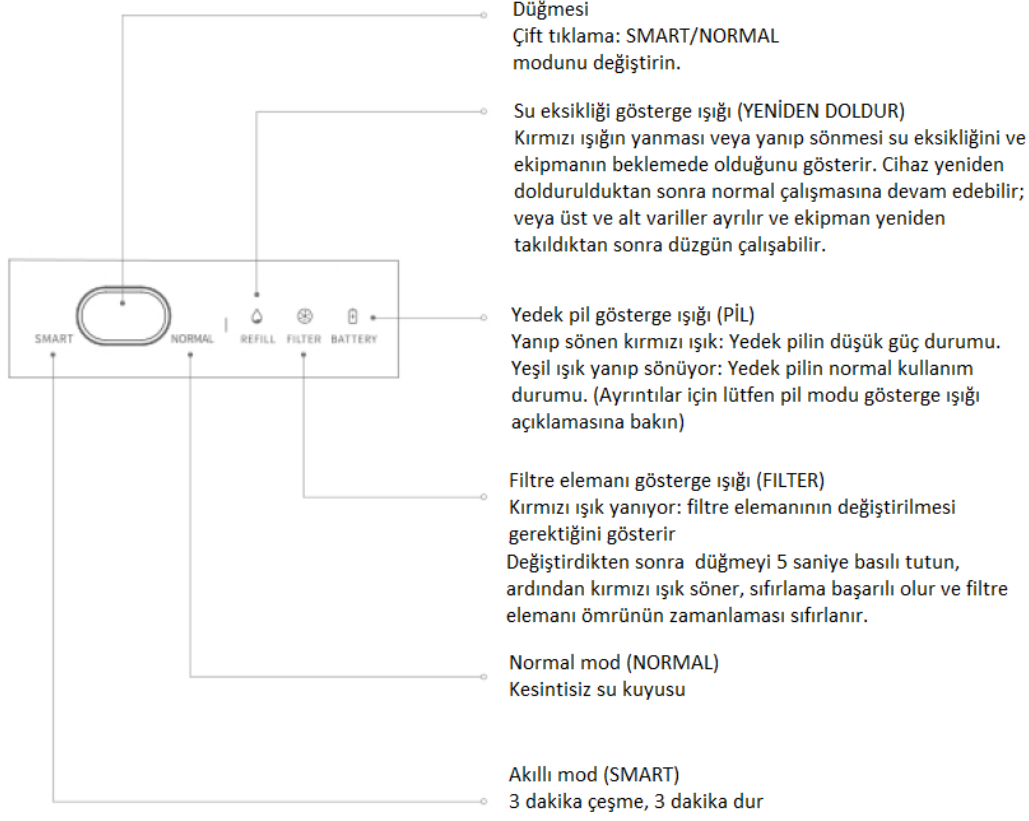 Düğmesi
Çift tıklama: SMART/NORMAL
modunu değiştirin.
Su eksikliği gösterge ışığı (YENİDEN DOLDUR)
Kırmızı ışığın yanması veya yanıp sönmesi su eksikliğini ve
ekipmanın beklemede olduğunu gösterir. Cihaz yeniden
doldurulduktan sonra normal çalışmasına devam edebilir;
veya üst ve alt variller ayrılır ve ekipman yeniden
takıldıktan sonra düzgün çalışabilir.
SMART
NORMAL
REFILL FILTER BATTERY
Yedek pil gösterge ışığı (PİL)
Yanıp sönen kırmızı ışık: Yedek pilin düşük güç durumu.
Yeşil ışık yanıp sönüyor: Yedek pilin normal kullanım
durumu. (Ayrıntılar için lütfen pil modu gösterge ışığı
açıklamasına bakın)
Filtre elemanı gösterge ışığı (FILTER)
Kırmızı ışık yanıyor: filtre elemanının değiştirilmesi
gerektiğini gösterir
Değiştirdikten sonra düğmeyi 5 saniye basılı tutun,
ardından kırmızı ışık söner, sıfırlama başarılı olur ve filtre
elemanı ömrünün zamanlaması sıfırlanır.
Normal mod (NORMAL)
Kesintisiz su kuyusu
Akıllı mod (SMART)
3 dakika çeşme, 3 dakika dur